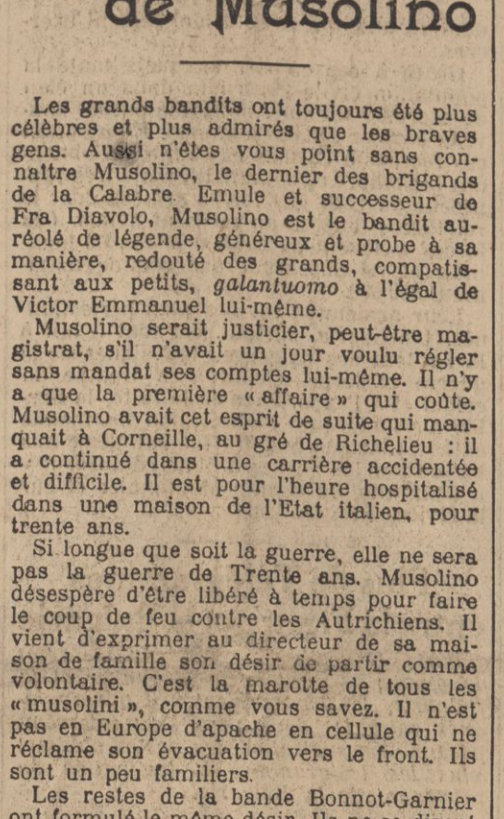 de Musolino
Les grands bandits ont toujours été plus
célèbres et plus admirés que les braves
gens. Aussi n'êtes vous point sans con-
naître Musolino, le dernier des brigands
de la Calabre. Emule et successeur de
Fra Diavolo, Musolino est le bandit au-
réolé de légende, généreux et probe à sa
manière, redouté des grands, compatis-
sant aux petits, galantuomo à l'égal de
Victor Emmanuel lui-même.
Musolino serait justicier, peut-être ma-
gistrat, s'il n'avait un jour voulu régler
sans mandat ses comptes lui-même. Il n'y
a que la première « affaire » qui coûte.
Musolino avait cet esprit de suite qui man-
quait à Corneille, au gré de Richelieu : il
a continué dans une carrière accidentée
et difficile. Il est pour l'heure hospitalisé
dans une maison de l'Etat italien, pour
trente ans.
Si longue que soit la guerre, elle ne sera
pas la guerre de Trente ans. Musolino
désespère d'être libéré à temps pour faire
le coup de feu contre les Autrichiens. Il
vient d'exprimer au directeur de sa mai-
son de famille son désir de partir comme
volontaire. C'est la marotte de tous les
« musolini », comme vous savez. Il n'est
pas en Europe d'apache en cellule qui ne
réclame son évacuation vers le front. Ils
sont un peu familiers.
Les restes de la bande Bonnot-Garnier
ont formulé le même désir. Ils ne se